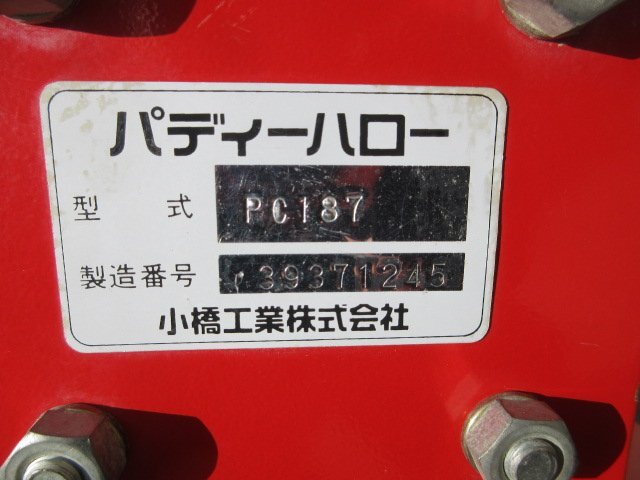 パディーハロー
型 式 PC187
製造番号 39371245
小橋工業株式会社